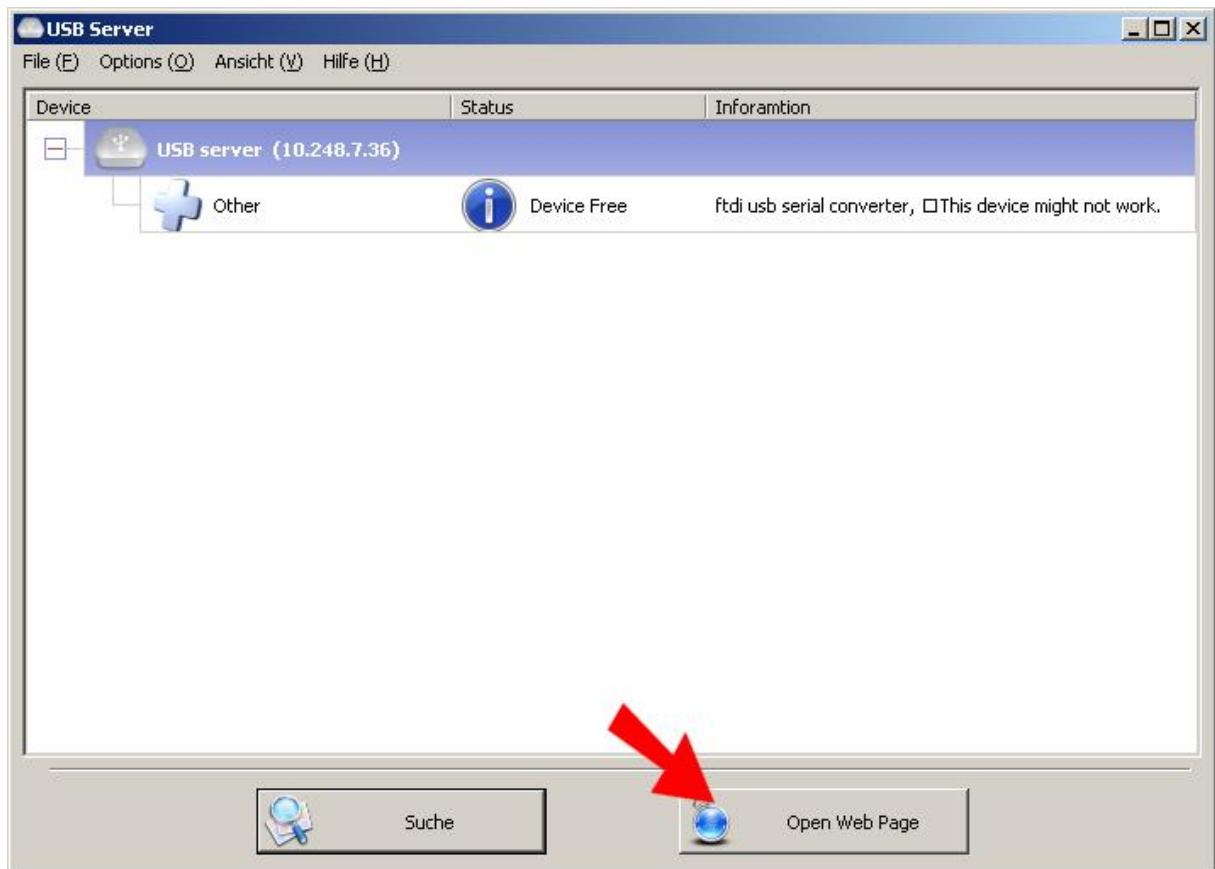 USB Server
File (F) Options (O) Ansicht (V) Hilfe (H)
Device Status Inforamtion
USB server (10.248.7.36)
Other Device Free ftdi usb serial converter, □This device might not work.
Suche Open Web Page